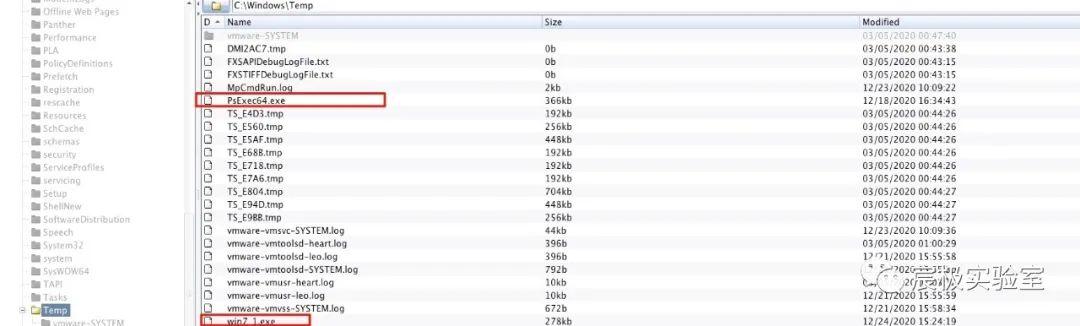 Offline Web Pages
Panther
Performance
PLA
PolicyDefinitions
Prefetch
Registration
rescache
Resources
SchCache
schemas
security
ServiceProfiles
servicing
Setup
ShellNew
SoftwareDistribution
Speech
System32
system
SysWOW64
TAPI
Tasks
Temp
vmware-SYSTEM
C:\Windows\Temp
D Name Size Modified
vmware-SYSTEM 03/05/2020 00:47:40
DMI2AC7.tmp 0b 03/05/2020 00:43:38
FXSAPIDebugLogFile.txt 0b 03/05/2020 00:43:15
FXSTIFFDebugLogFile.txt 0b 03/05/2020 00:43:15
MpCmdRun.log 2kb 12/23/2020 10:09:22
PsExec64.exe 366kb 12/18/2020 16:34:43
TS_E4D3.tmp 192kb 03/05/2020 00:44:26
TS_E560.tmp 256kb 03/05/2020 00:44:26
TS_E5AF.tmp 448kb 03/05/2020 00:44:26
TS_E68B.tmp 192kb 03/05/2020 00:44:26
TS_E718.tmp 192kb 03/05/2020 00:44:26
TS_E7A6.tmp 192kb 03/05/2020 00:44:26
TS_E804.tmp 704kb 03/05/2020 00:44:27
TS_E94D.tmp 448kb 03/05/2020 00:44:27
TS_E9BB.tmp 256kb 03/05/2020 00:44:27
vmware-vmsvc-SYSTEM.log 44kb 12/23/2020 10:09:36
vmware-vmtoolsd-heart.log 396b 03/05/2020 01:00:29
vmware-vmtoolsd-leo.log 396b 12/21/2020 15:55:58
vmware-vmtoolsd-SYSTEM.log 792b
vmware-vmusr-heart.log 10kb
vmware-vmusr-leo.log 10kb 12/21/2020 15:55:59
vmware-vmvss-SYSTEM.log 672b 12/21/2020 15:58:34
win7_1.exe 278kb 12/24/2020 15:24:19
宸极实验室